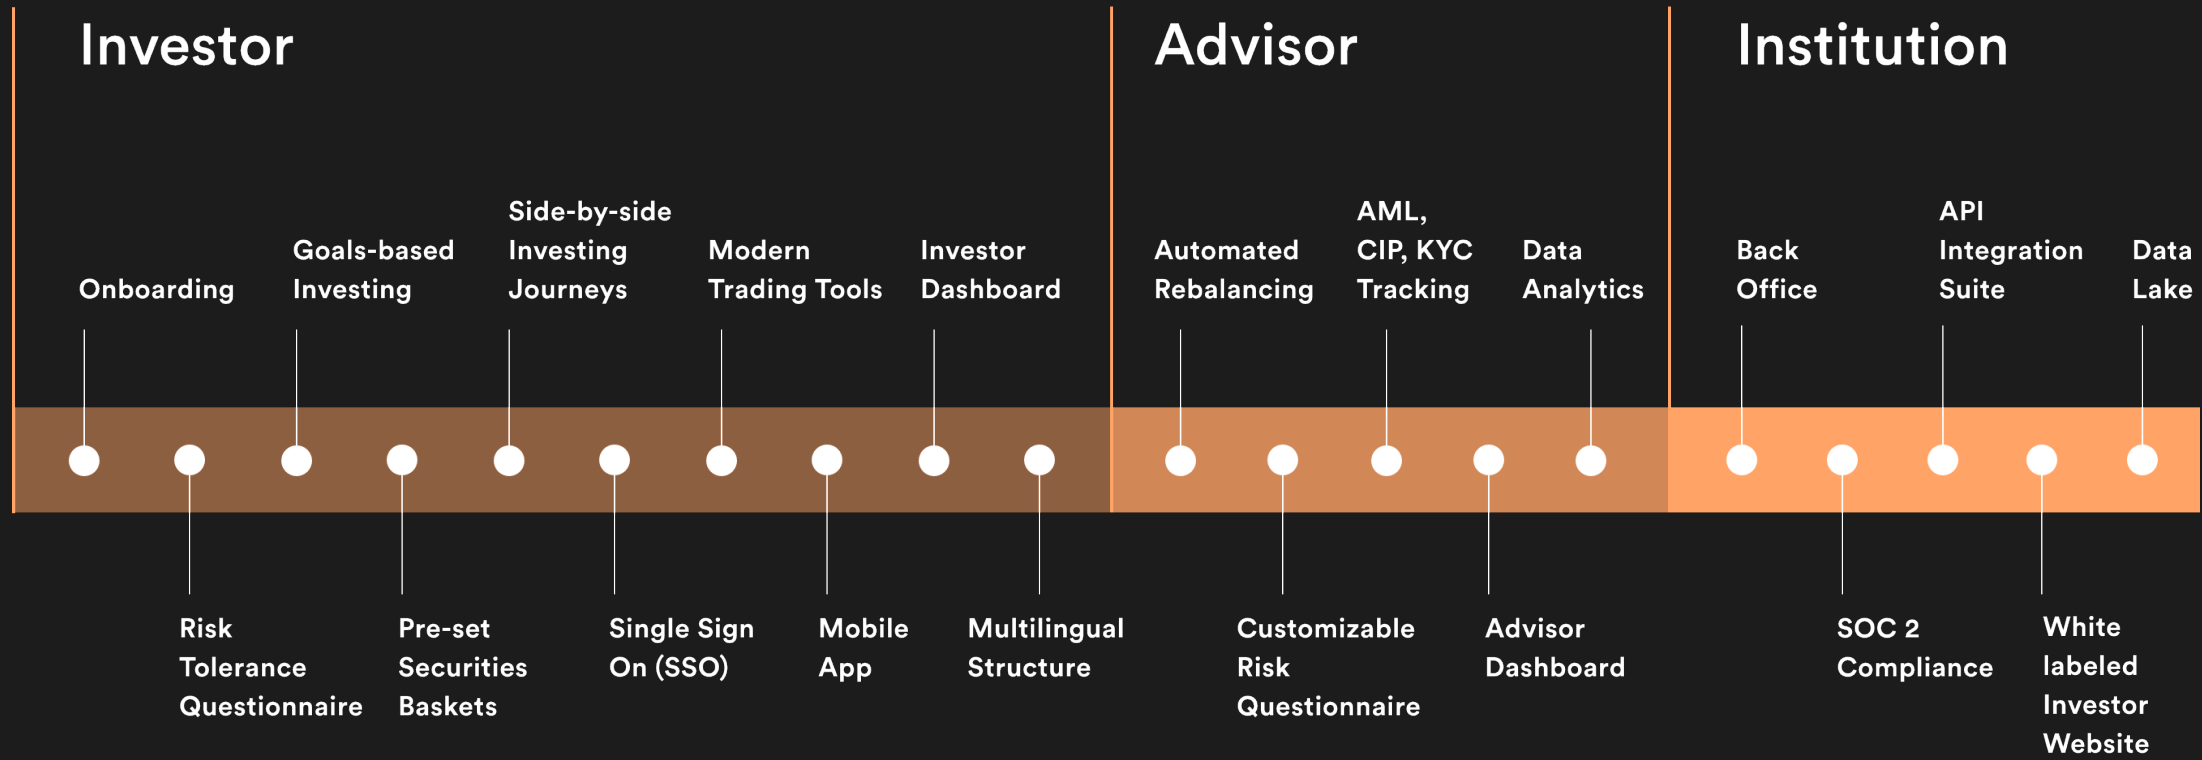 Investor
Advisor
Institution
Onboarding
Goals-based
Investing
Side-by-side
Investing
Journeys
Modern
Trading Tools
Investor
Dashboard
Automated
Rebalancing
AML,
CIP, KYC
Tracking
Data
Analytics
Back
Office
API
Integration
Suite
Data
Lake
Risk
Tolerance
Questionnaire
Pre-set
Securities
Baskets
Single Sign
On (SSO)
Mobile
App
Multilingual
Structure
Customizable
Risk
Questionnaire
Advisor
Dashboard
SOC 2
Compliance
White
labeled
Investor
Website